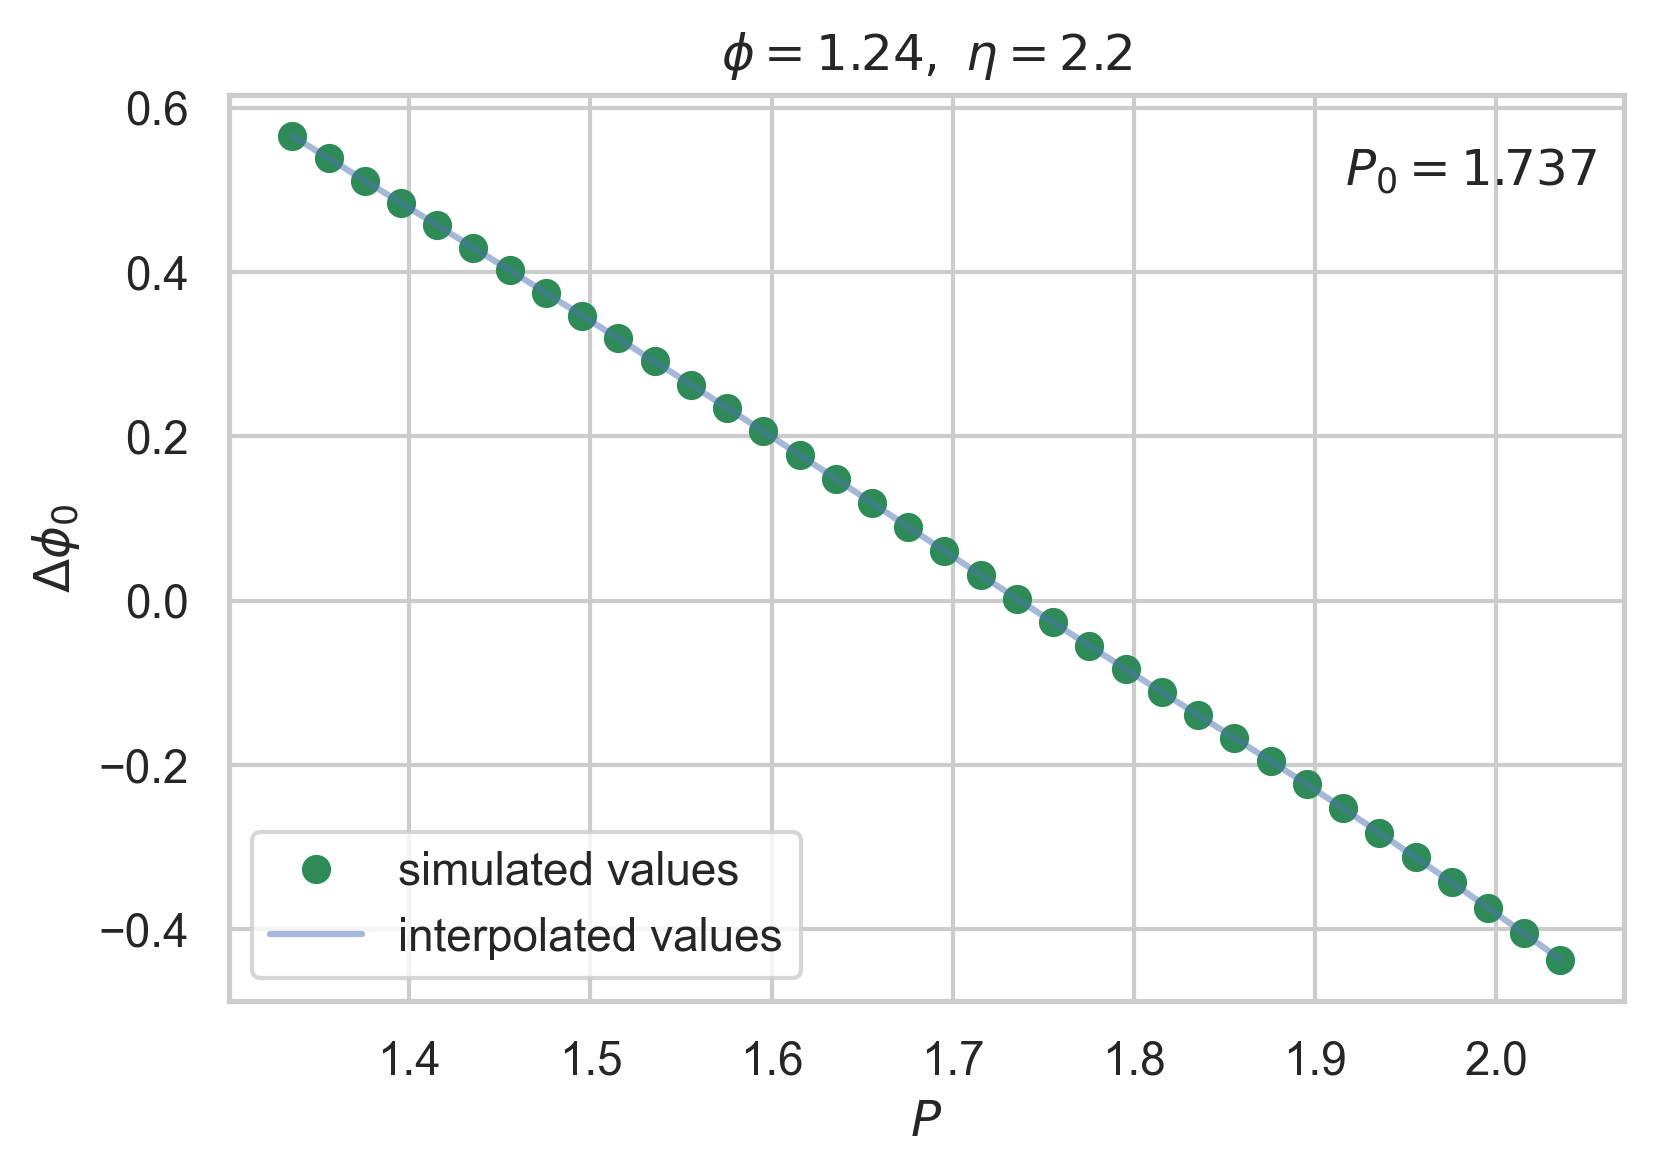 ϕ = 1.24, η = 2.2
P₀ = 1.737
0.6
0.4
0.2
0.0
−0.2
−0.4
Δϕ₀
simulated values
interpolated values
1.4 1.5 1.6 1.7 1.8 1.9 2.0
P